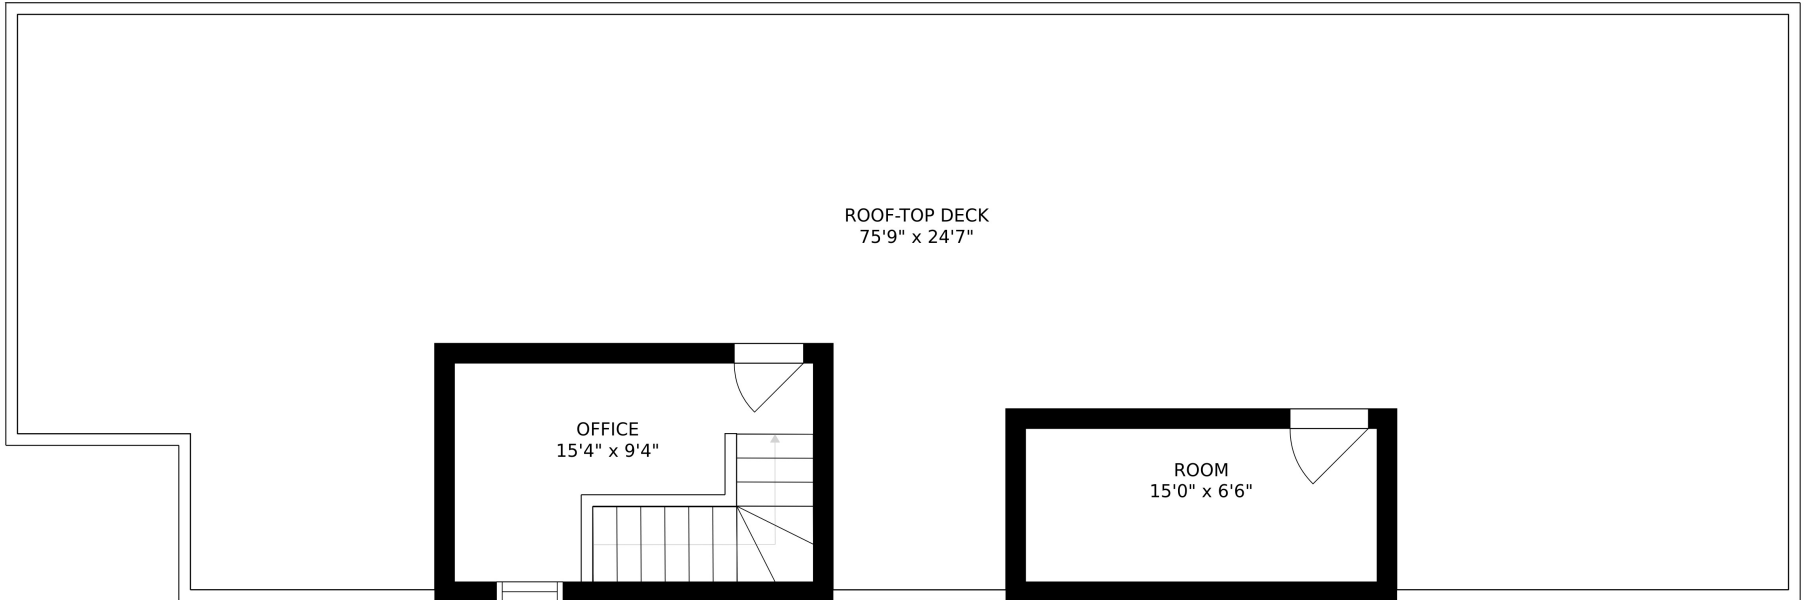 ROOF-TOP DECK
75'9" x 24'7"
OFFICE
15'4" x 9'4"
ROOM
15'0" x 6'6"